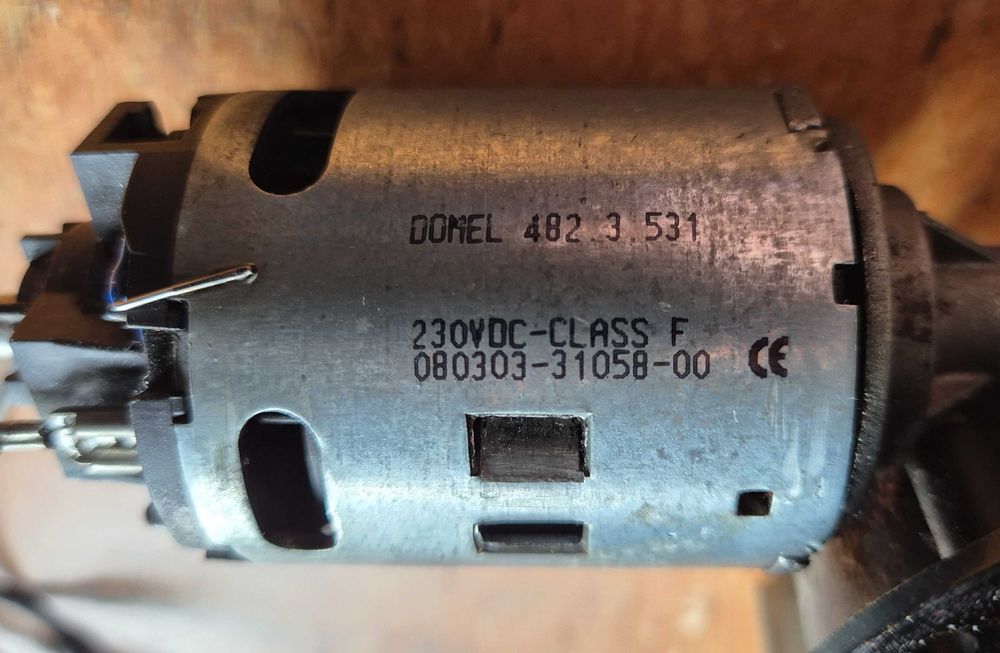 DOMEL 482.3.531
230VDC-CLASS F
080303-31058-00 CE